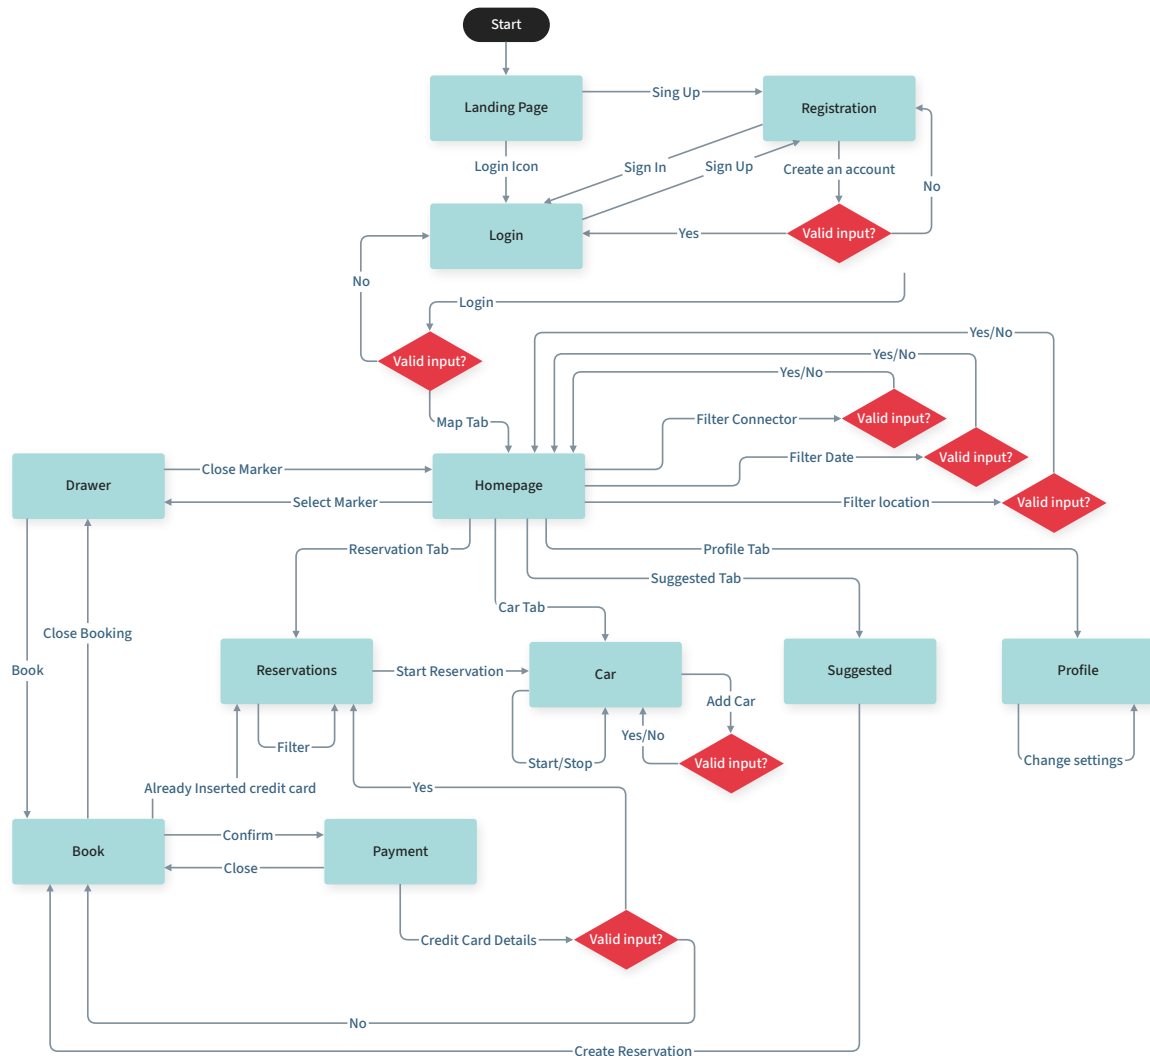 Start
Landing Page
Sing Up
Registration
Login Icon
Sign In
Sign Up
Create an account
No
Login
Yes
Valid input?
No
Login
Valid input?
Yes/No
Yes/No
Yes/No
Map Tab
Filter Connector
Valid input?
Filter Date
Valid input?
Close Marker
Drawer
Homepage
Select Marker
Filter location
Valid input?
Reservation Tab
Profile Tab
Suggested Tab
Car Tab
Close Booking
Book
Reservations
Start Reservation
Car
Suggested
Profile
Add Car
Yes/No
Filter
Start/Stop
Valid input?
Change settings
Already Inserted credit card
Yes
Confirm
Book
Payment
Close
Credit Card Details
Valid input?
No
Create Reservation